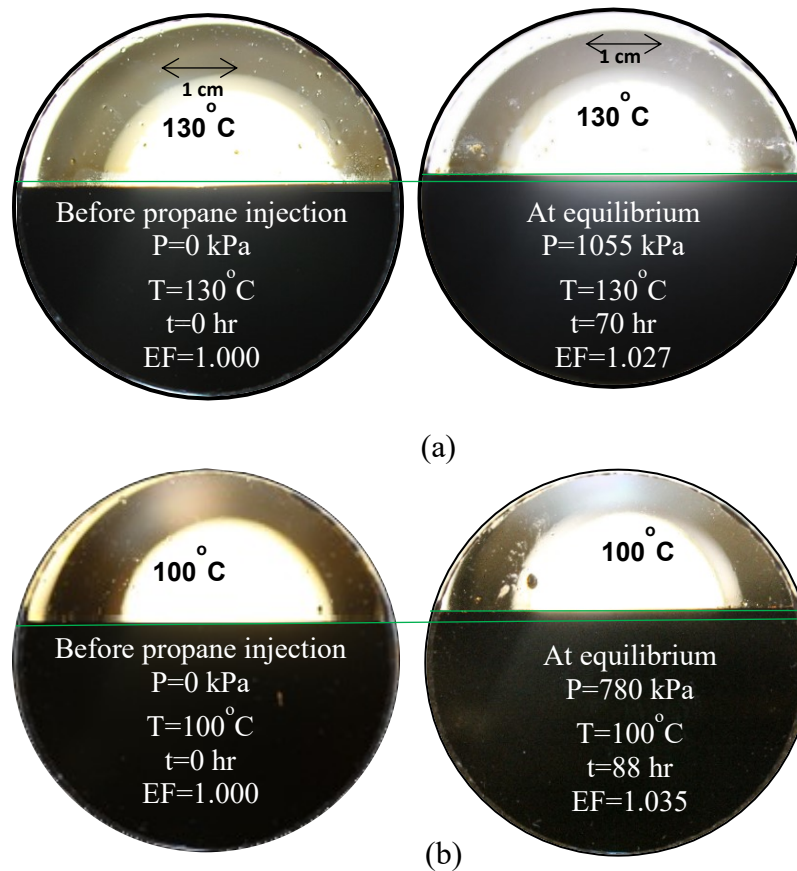 1 cm
130°C
Before propane injection
P=0 kPa
T=130°C
t=0 hr
EF=1.000
1 cm
130°C
At equilibrium
P=1055 kPa
T=130°C
t=70 hr
EF=1.027
(a)
100°C
Before propane injection
P=0 kPa
T=100°C
t=0 hr
EF=1.000
100°C
At equilibrium
P=780 kPa
T=100°C
t=88 hr
EF=1.035
(b)